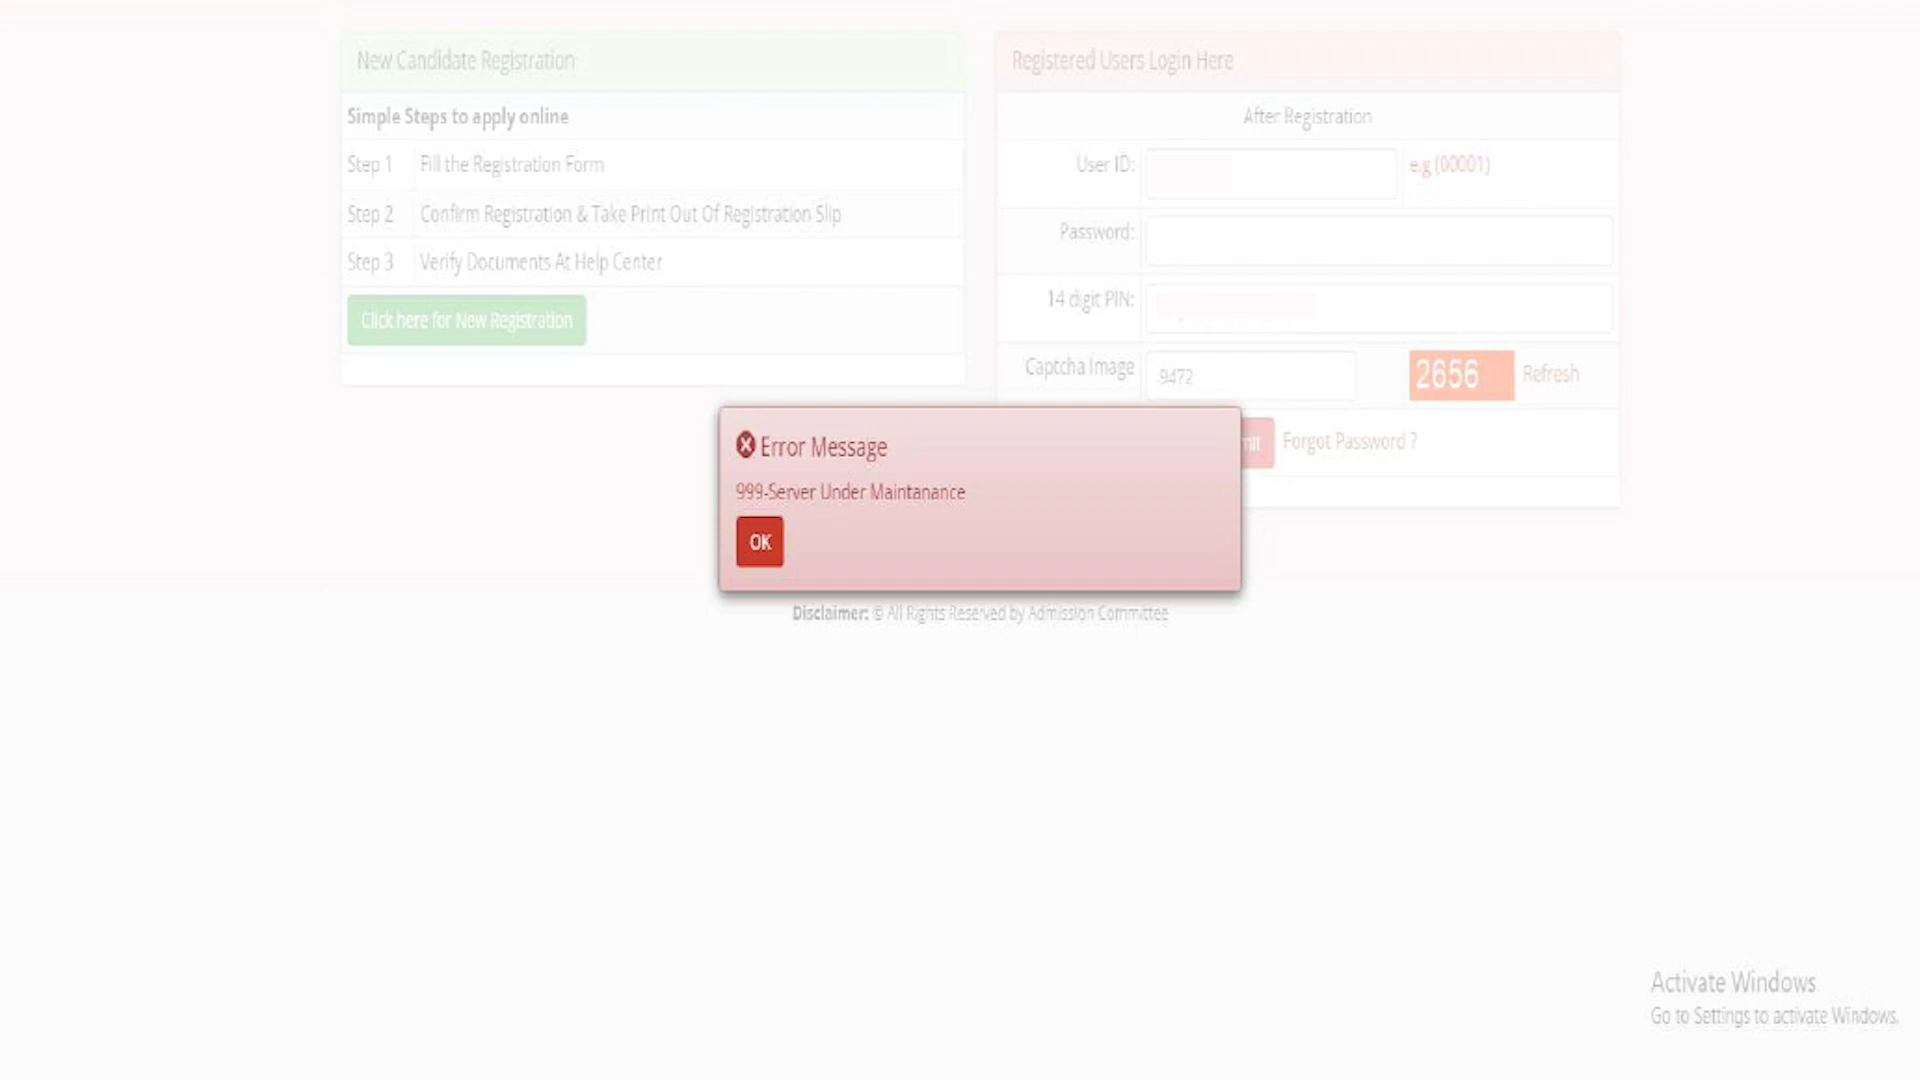 New Candidate Registration
Simple Steps to apply online
Step 1 Fill the Registration Form
Step 2 Confirm Registration & Take Print Out Of Registration Slip
Step 3 Verify Documents At Help Center
Click here for New Registration
Registered Users Login Here
After Registration
User ID: e.g (00001)
Password:
14 digit PIN:
Captcha Image 9472 2656 Refresh
mit Forgot Password ?
Error Message
999-Server Under Maintanance
OK
Disclaimer: © All Rights Reserved by Admission Committee
Activate Windows
Go to Settings to activate Windows.